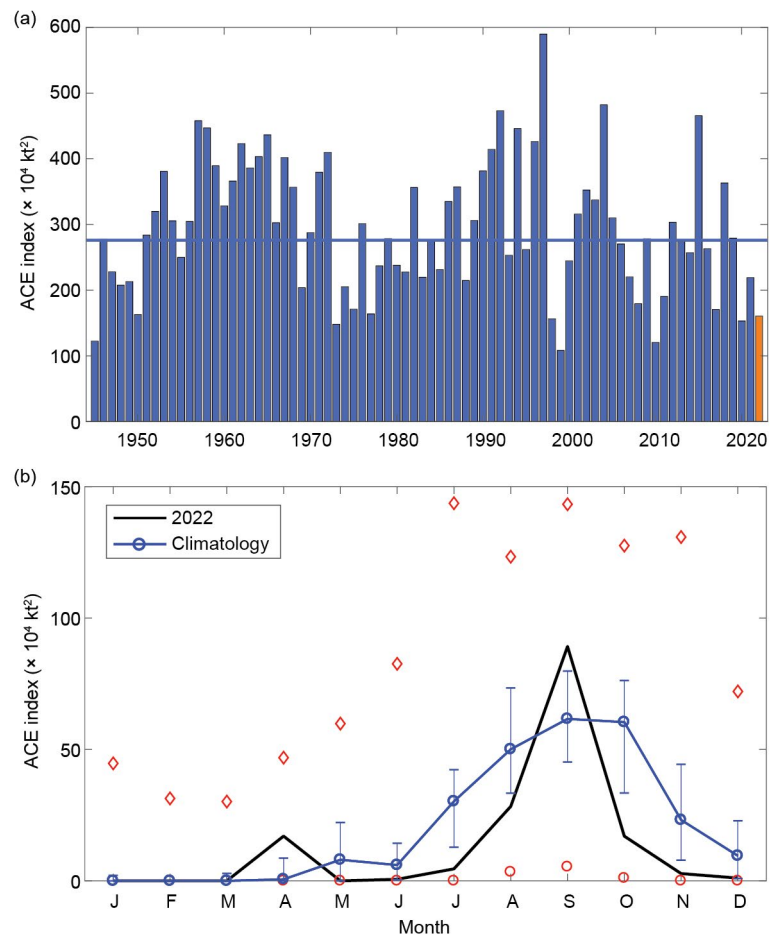 (a)
600
500
400
300
200
100
0
ACE index (× 10⁴ kt²)
1950 1960 1970 1980 1990 2000 2010 2020
(b)
150
100
50
0
ACE index (× 10⁴ kt²)
2022
Climatology
J F M A M J J A S O N D
Month